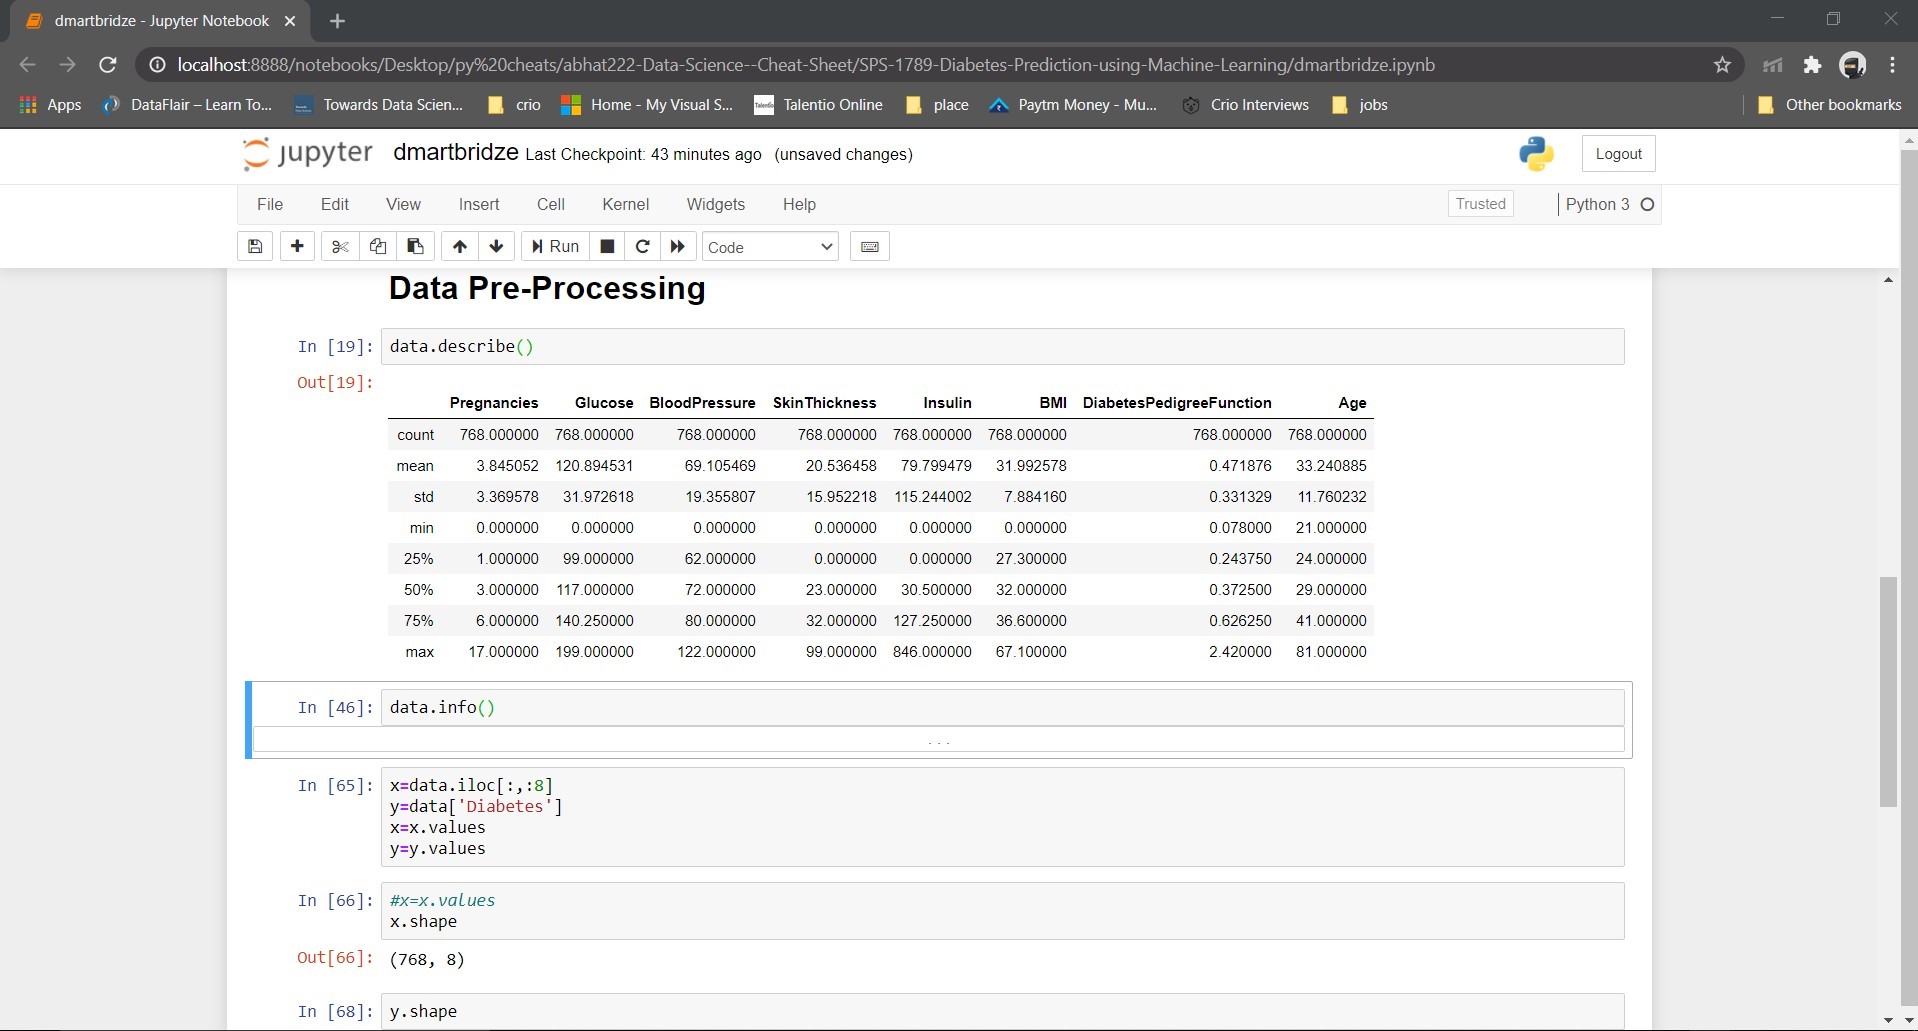 dmartbridze - Jupyter Notebook
localhost:8888/notebooks/Desktop/py%20cheats/abhat222-Data-Science--Cheat-Sheet/SPS-1789-Diabetes-Prediction-using-Machine-Learning/dmartbridze.ipynb
Apps DataFlair – Learn To... Towards Data Scien... crio Home - My Visual S... Talentio Online place Paytm Money - Mu... Crio Interviews jobs Other bookmarks
jupyter dmartbridze Last Checkpoint: 43 minutes ago (unsaved changes) Logout
File Edit View Insert Cell Kernel Widgets Help Trusted Python 3
Run Code
Data Pre-Processing
In [19]: data.describe()
Out[19]:
Pregnancies Glucose BloodPressure SkinThickness Insulin BMI DiabetesPedigreeFunction Age
count 768.000000 768.000000 768.000000 768.000000 768.000000 768.000000 768.000000 768.000000
mean 3.845052 120.894531 69.105469 20.536458 79.799479 31.992578 0.471876 33.240885
std 3.369578 31.972618 19.355807 15.952218 115.244002 7.884160 0.331329 11.760232
min 0.000000 0.000000 0.000000 0.000000 0.000000 0.000000 0.078000 21.000000
25% 1.000000 99.000000 62.000000 0.000000 0.000000 27.300000 0.243750 24.000000
50% 3.000000 117.000000 72.000000 23.000000 30.500000 32.000000 0.372500 29.000000
75% 6.000000 140.250000 80.000000 32.000000 127.250000 36.600000 0.626250 41.000000
max 17.000000 199.000000 122.000000 99.000000 846.000000 67.100000 2.420000 81.000000
In [46]: data.info()
...
In [65]: x=data.iloc[:,:8]
y=data['Diabetes']
x=x.values
y=y.values
In [66]: #x=x.values
x.shape
Out[66]: (768, 8)
In [68]: y.shape